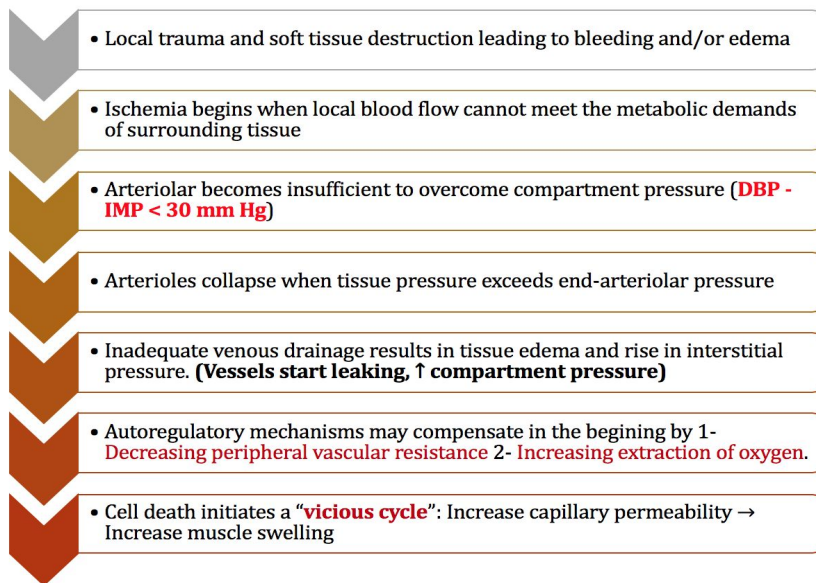 • Local trauma and soft tissue destruction leading to bleeding and/or edema
• Ischemia begins when local blood flow cannot meet the metabolic demands
of surrounding tissue
• Arteriolar becomes insufficient to overcome compartment pressure (DBP -
IMP < 30 mm Hg)
• Arterioles collapse when tissue pressure exceeds end-arteriolar pressure
• Inadequate venous drainage results in tissue edema and rise in interstitial
pressure. (Vessels start leaking, ↑ compartment pressure)
• Autoregulatory mechanisms may compensate in the begining by 1-
Decreasing peripheral vascular resistance 2- Increasing extraction of oxygen.
• Cell death initiates a “vicious cycle”: Increase capillary permeability →
Increase muscle swelling